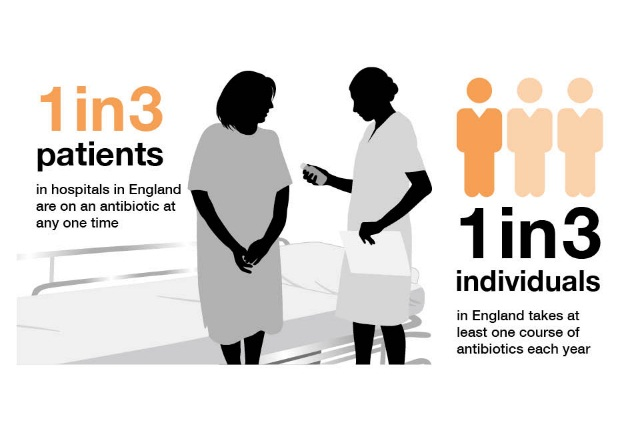 1 in 3
patients
in hospitals in England
are on an antibiotic at
any one time
1 in 3
individuals
in England takes at
least one course of
antibiotics each year